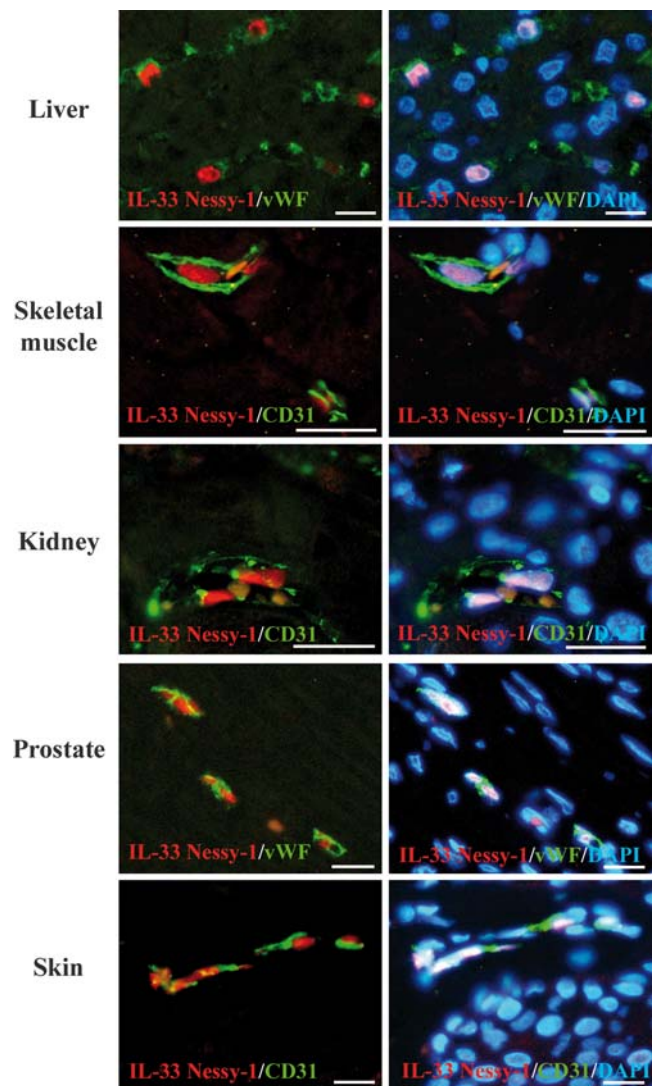 Liver
IL-33 Nessy-1/vWF
IL-33 Nessy-1/vWF/DAPI
Skeletal
muscle
IL-33 Nessy-1/CD31
IL-33 Nessy-1/CD31/DAPI
Kidney
IL-33 Nessy-1/CD31
IL-33 Nessy-1/CD31/DAPI
Prostate
IL-33 Nessy-1/vWF
IL-33 Nessy-1/vWF/DAPI
Skin
IL-33 Nessy-1/CD31
IL-33 Nessy-1/CD31/DAPI